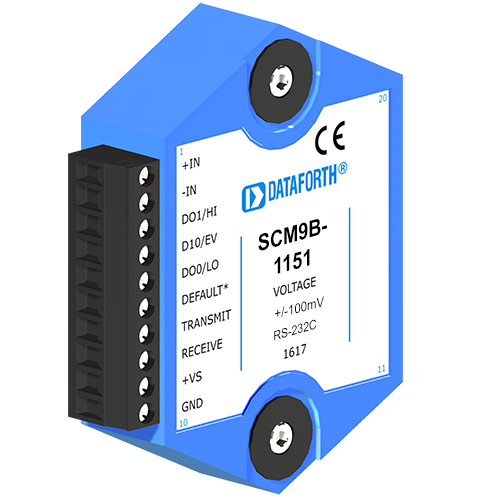 CE
20
1
+IN
-IN
DO1/HI
D10/EV
DO0/LO
DEFAULT*
TRANSMIT
RECEIVE
+VS
GND
10
DATAFORTH®
SCM9B-
1151
VOLTAGE
+/-100mV
RS-232C
1617
11